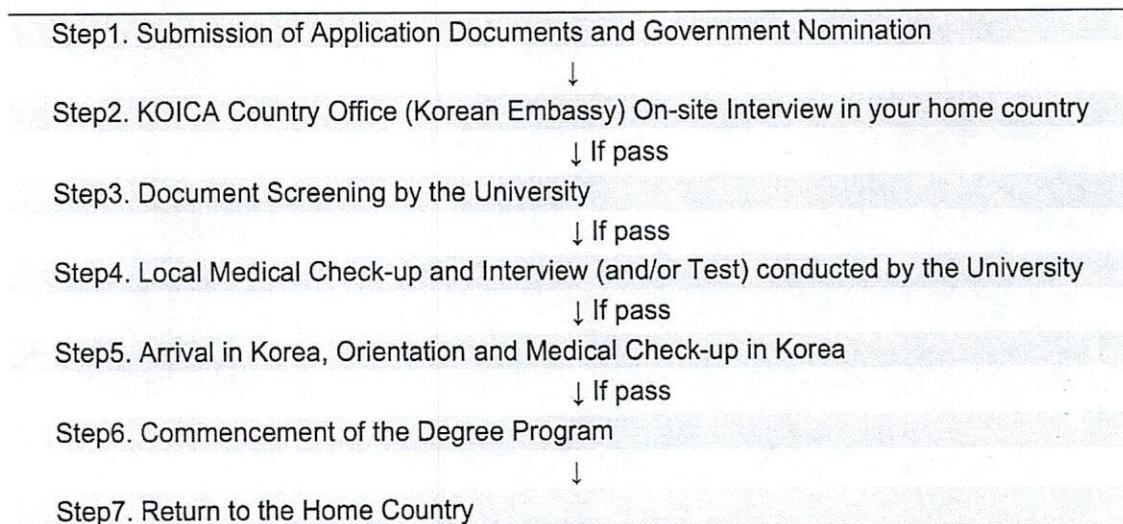 Step1. Submission of Application Documents and Government Nomination
↓
Step2. KOICA Country Office (Korean Embassy) On-site Interview in your home country
↓ If pass
Step3. Document Screening by the University
↓ If pass
Step4. Local Medical Check-up and Interview (and/or Test) conducted by the University
↓ If pass
Step5. Arrival in Korea, Orientation and Medical Check-up in Korea
↓ If pass
Step6. Commencement of the Degree Program
↓
Step7. Return to the Home Country